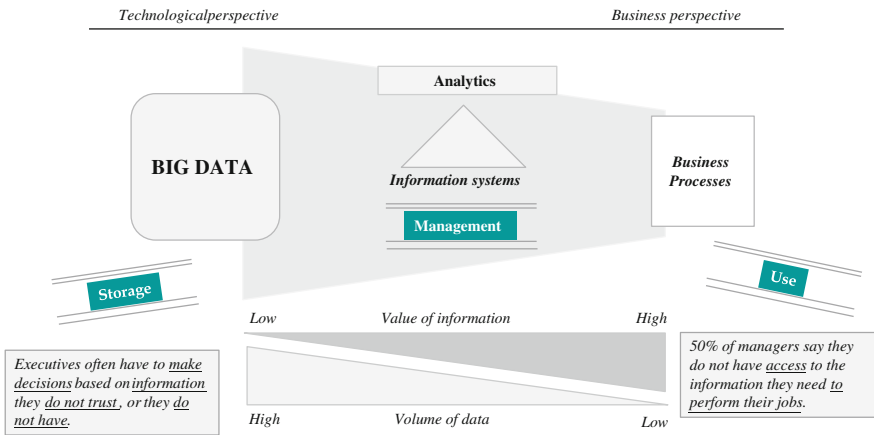 Technologicalperspective
Business perspective
Analytics
BIG DATA
Business
Processes
Information systems
Management
Storage
Use
Low
Value of information
High
Executives often have to make
decisions based on information
they do not trust , or they do
not have.
50% of managers say they
do not have access to the
information they need to
perform their jobs.
High
Volume of data
Low